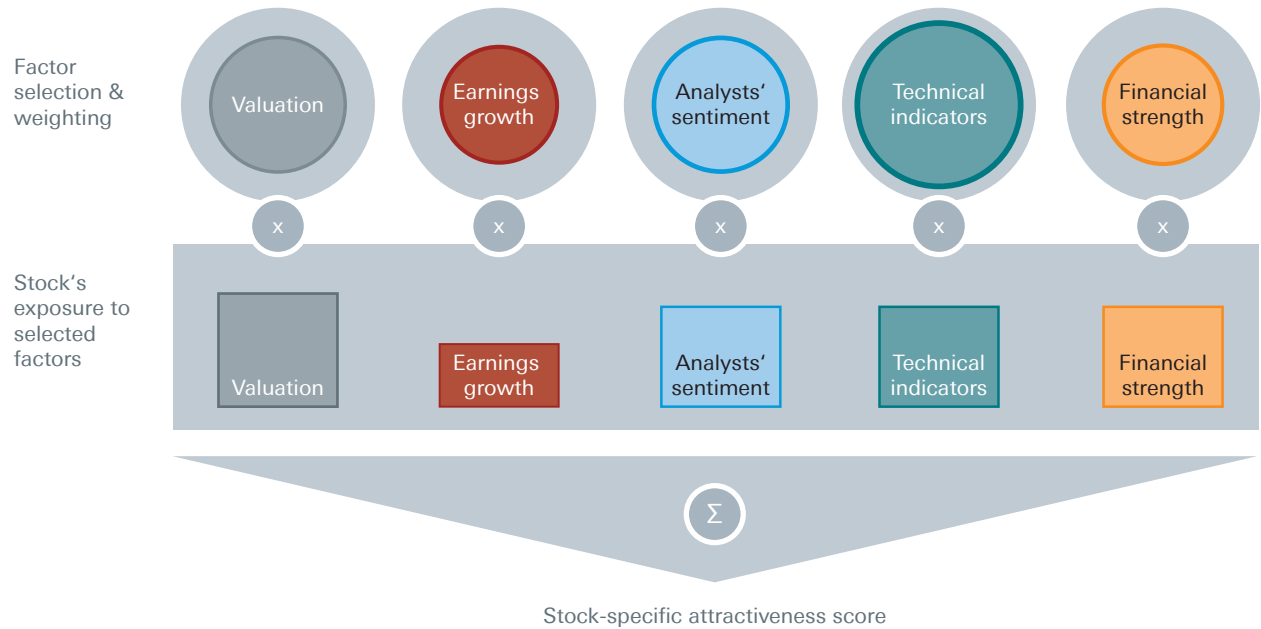 Factor
selection &
weighting
Valuation
Earnings
growth
Analysts‘
sentiment
Technical
indicators
Financial
strength
x
x
x
x
x
Stock‘s
exposure to
selected
factors
Valuation
Earnings
growth
Analysts‘
sentiment
Technical
indicators
Financial
strength
Σ
Stock-specific attractiveness score